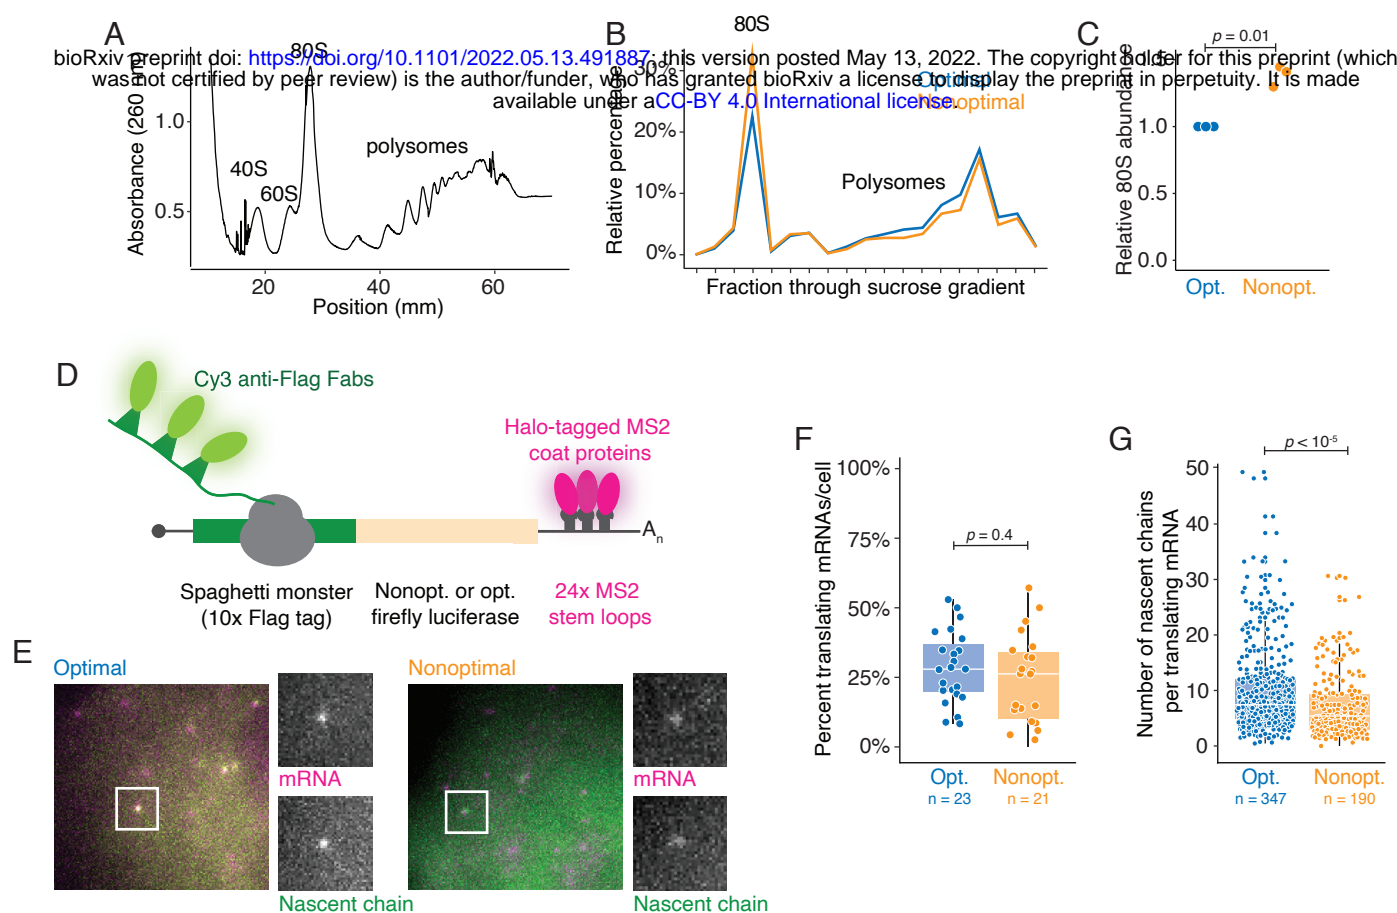 A
B
C
80S
80S
p = 0.01
bioRxiv preprint doi: https://doi.org/10.1101/2022.05.13.491887; this version posted May 13, 2022. The copyright holder for this preprint (which
was not certified by peer review) is the author/funder, who has granted bioRxiv a license to display the preprint in perpetuity. It is made
available under aCC-BY 4.0 International license.
Absorbance (260 nm)
1.0
0.5
40S
60S
polysomes
20
40
60
Position (mm)
Relative percentage
30%
20%
10%
0%
Optimal
Nonoptimal
Polysomes
Fraction through sucrose gradient
Relative 80S abundance
1.5
1.0
0.5
0.0
Opt.
Nonopt.
D
Cy3 anti-Flag Fabs
Halo-tagged MS2
coat proteins
An
Spaghetti monster
(10x Flag tag)
Nonopt. or opt.
firefly luciferase
24x MS2
stem loops
E
Optimal
Nonoptimal
mRNA
Nascent chain
mRNA
Nascent chain
F
Percent translating mRNAs/cell
100%
75%
50%
25%
0%
p = 0.4
Opt.
Nonopt.
n = 23
n = 21
G
Number of nascent chains
per translating mRNA
50
40
30
20
10
0
p < 10-5
Opt.
Nonopt.
n = 347
n = 190